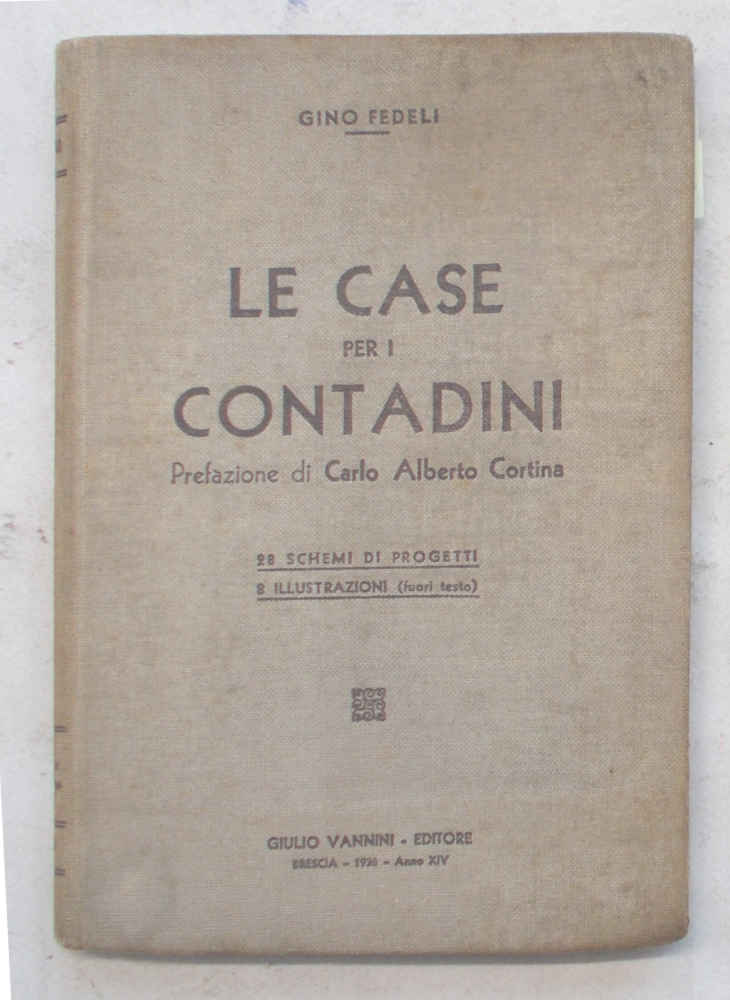 GINO FEDELI
LE CASE
PER I
CONTADINI
Prefazione di Carlo Alberto Cortina
28 SCHEMI DI PROGETTI
8 ILLUSTRAZIONI (fuori testo)
GIULIO VANNINI - EDITORE
BRESCIA - 1936 - Anno XIV